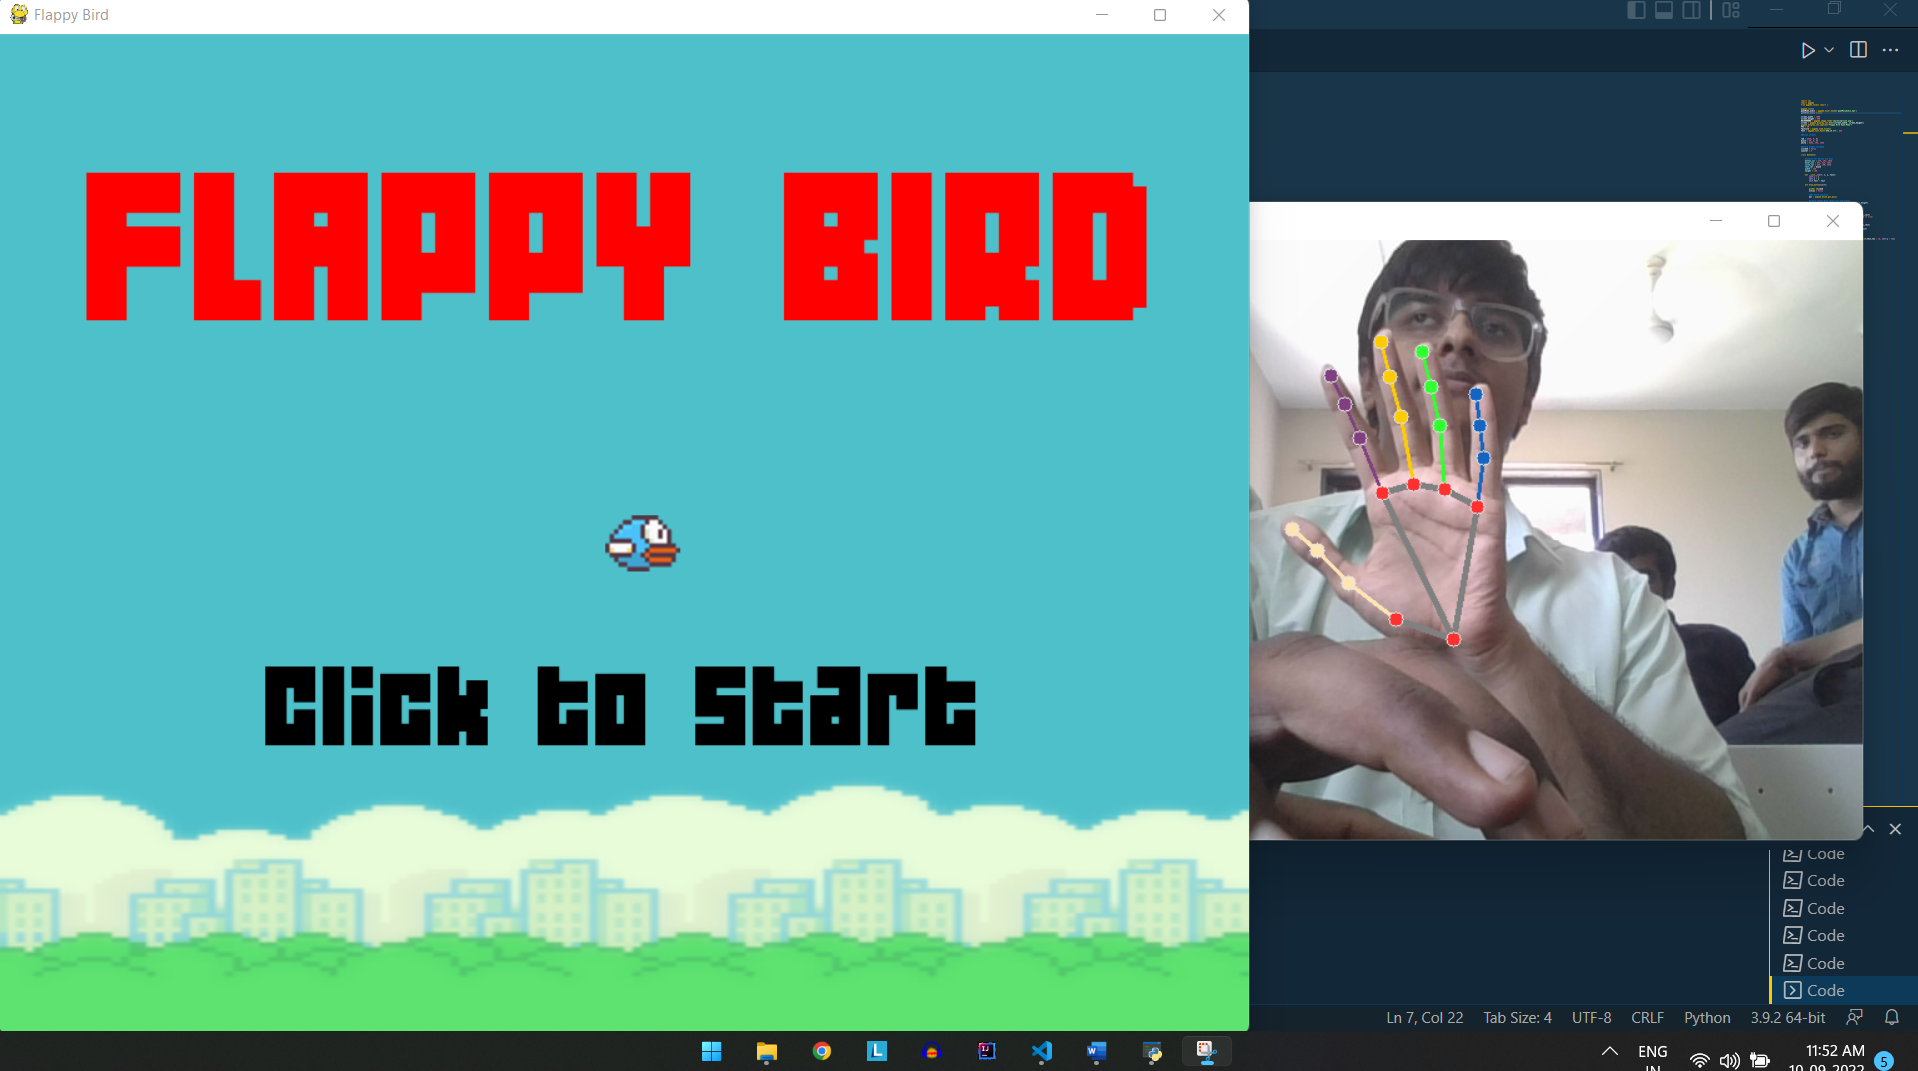 Flappy Bird
FLAPPY BIRD
Click to Start
Code
Code
Code
Code
Code
Code
Ln 7, Col 22 Tab Size: 4 UTF-8 CRLF Python 3.9.2 64-bit
ENG
IN
11:52 AM
10-09-2022
5